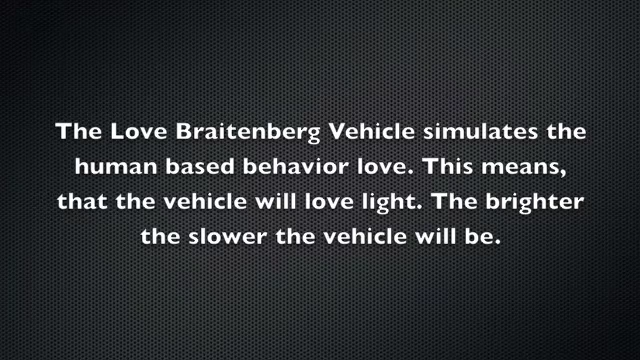 The Love Braitenberg Vehicle simulates the
human based behavior love. This means,
that the vehicle will love light. The brighter
the slower the vehicle will be.